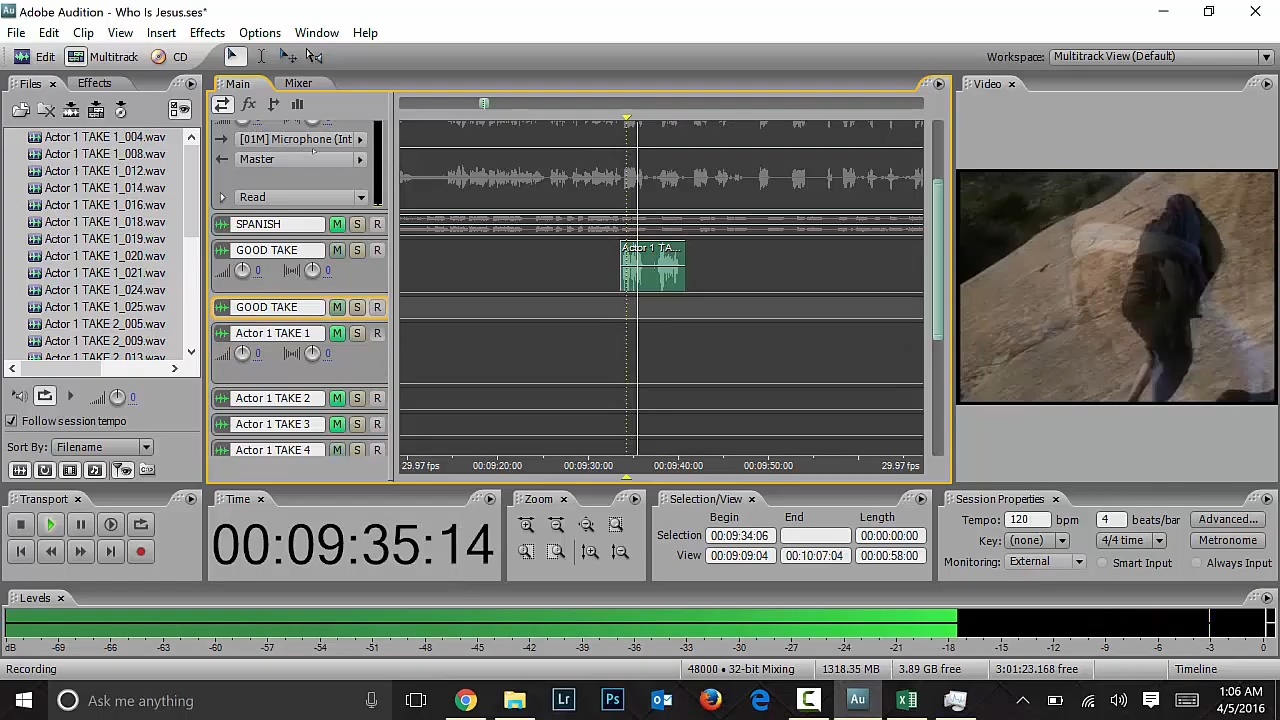 Au Adobe Audition - Who Is Jesus.ses*
File Edit Clip View Insert Effects Options Window Help
Edit Multitrack CD Workspace: Multitrack View (Default)
Files Effects Main Mixer Video
Actor 1 TAKE 1_004.wav
Actor 1 TAKE 1_008.wav
Actor 1 TAKE 1_012.wav
Actor 1 TAKE 1_014.wav
Actor 1 TAKE 1_016.wav
Actor 1 TAKE 1_018.wav
Actor 1 TAKE 1_019.wav
Actor 1 TAKE 1_020.wav
Actor 1 TAKE 1_021.wav
Actor 1 TAKE 1_024.wav
Actor 1 TAKE 1_025.wav
Actor 1 TAKE 2_005.wav
Actor 1 TAKE 2_009.wav
Actor 1 TAKE 2_013.wav
0
Follow session tempo
Sort By: Filename
fx
[01M] Microphone (Int
Master
Read
SPANISH M S R
GOOD TAKE M S R
0 0
GOOD TAKE M S R
Actor 1 TAKE 1 M S R
0 0
Actor 1 TAKE 2 M S R
Actor 1 TAKE 3 M S R
Actor 1 TAKE 4 M S R
Actor 1 TA...
29.97 fps 00:09:20:00 00:09:30:00 00:09:40:00 00:09:50:00 29.97 fps
Transport Time Zoom Selection/View Session Properties
00:09:35:14
Begin End Length
Selection 00:09:34:06 00:00:00:00
View 00:09:09:04 00:10:07:04 00:00:58:00
Tempo: 120 bpm 4 beats/bar Advanced...
Key: (none) 4/4 time Metronome
Monitoring: External Smart Input Always Input
Levels
dB -69 -66 -63 -60 -57 -54 -51 -48 -45 -42 -39 -36 -33 -30 -27 -24 -21 -18 -15 -12 -9 -6 -3 0
Recording 48000 • 32-bit Mixing 1318.35 MB 3.89 GB free 3:01:23.168 free Timeline
Ask me anything Lr Ps Au 1:06 AM
4/5/2016